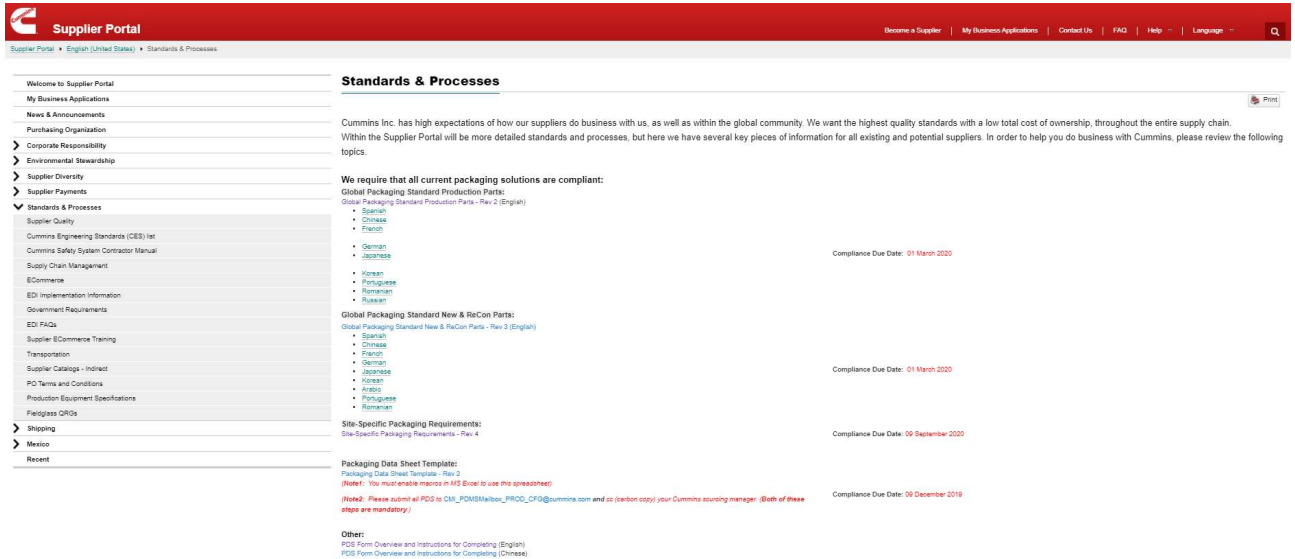 Cummins
Supplier Portal
Become a Supplier | My Business Applications | Contact Us | FAQ | Help | Language
Supplier Portal ▸ English (United States) ▸ Standards & Processes
Welcome to Supplier Portal
My Business Applications
News & Announcements
Purchasing Organization
Corporate Responsibility
Environmental Stewardship
Supplier Diversity
Supplier Payments
Standards & Processes
Supplier Quality
Cummins Engineering Standards (CES) list
Cummins Safety System Contractor Manual
Supply Chain Management
ECommerce
EDI Implementation Information
Government Requirements
EDI FAQs
Supplier ECommerce Training
Transportation
Supplier Catalogs - Indirect
PO Terms and Conditions
Production Equipment Specifications
Fieldglass QRGs
Shipping
Mexico
Recent
Standards & Processes
Print
Cummins Inc. has high expectations of how our suppliers do business with us, as well as within the global community. We want the highest quality standards with a low total cost of ownership, throughout the entire supply chain.
Within the Supplier Portal will be more detailed standards and processes, but here we have several key pieces of information for all existing and potential suppliers. In order to help you do business with Cummins, please review the following
topics.
We require that all current packaging solutions are compliant:
Global Packaging Standard Production Parts:
Global Packaging Standard Production Parts - Rev 2 (English)
• Spanish
• Chinese
• French
• German
• Japanese
Compliance Due Date: 01 March 2020
• Korean
• Portuguese
• Romanian
• Russian
Global Packaging Standard New & ReCon Parts:
Global Packaging Standard New & ReCon Parts - Rev 3 (English)
• Spanish
• Chinese
• French
• German
• Japanese
Compliance Due Date: 01 March 2020
• Korean
• Arabic
• Portuguese
• Romanian
Site-Specific Packaging Requirements:
Site-Specific Packaging Requirements - Rev 4
Compliance Due Date: 09 September 2020
Packaging Data Sheet Template:
Packaging Data Sheet Template - Rev 3
(Note1: You must enable macros in MS Excel to use this spreadsheet)
(Note2: Please submit all PDS to CMI_PDMSMailbox_PROD_CFG@cummins.com and cc (carbon copy) your Cummins sourcing manager. (Both of these
steps are mandatory.)
Compliance Due Date: 09 December 2019
Other:
PDS Form Overview and Instructions for Completing (English)
PDS Form Overview and Instructions for Completing (Chinese)